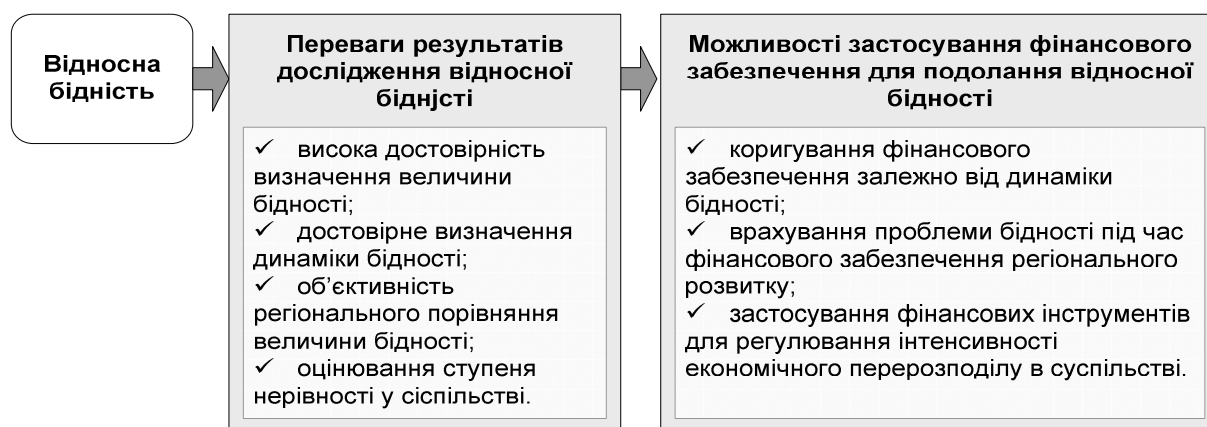 Відносна
бідність
Переваги результатів
дослідження відносної
біднјсті
✓ висока достовірність
визначення величини
бідності;
✓ достовірне визначення
динаміки бідності;
✓ об’єктивність
регіонального порівняння
величини бідності;
✓ оцінювання ступеня
нерівності у сіспільстві.
Можливості застосування фінансового
забезпечення для подолання відносної
бідності
✓ коригування фінансового
забезпечення залежно від динаміки
бідності;
✓ врахування проблеми бідності під час
фінансового забезпечення регіонального
розвитку;
✓ застосування фінансових інструментів
для регулювання інтенсивності
економічного перерозподілу в суспільстві.